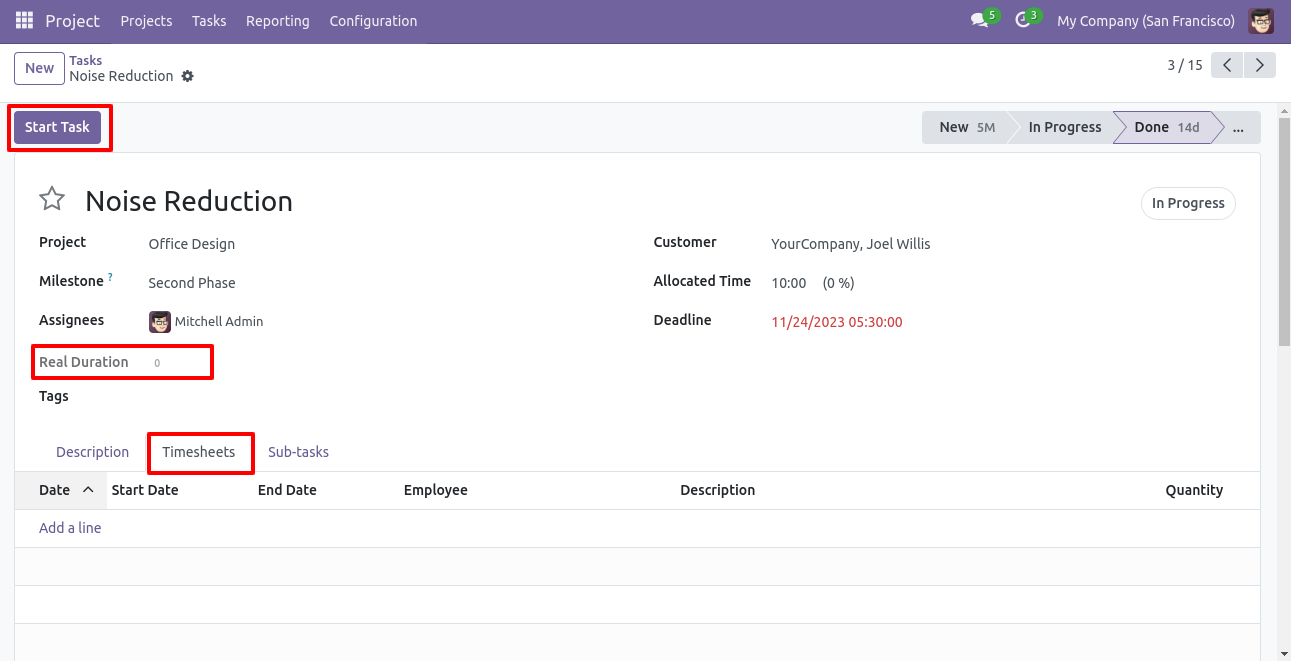 Project Projects Tasks Reporting Configuration 5 3 My Company (San Francisco)
New Tasks
Noise Reduction 3 / 15
Start Task New 5M In Progress Done 14d ...
Noise Reduction In Progress
Project Office Design Customer YourCompany, Joel Willis
Milestone ? Second Phase Allocated Time 10:00 (0 %)
Assignees Mitchell Admin Deadline 11/24/2023 05:30:00
Real Duration 0
Tags
Description Timesheets Sub-tasks
Date Start Date End Date Employee Description Quantity
Add a line